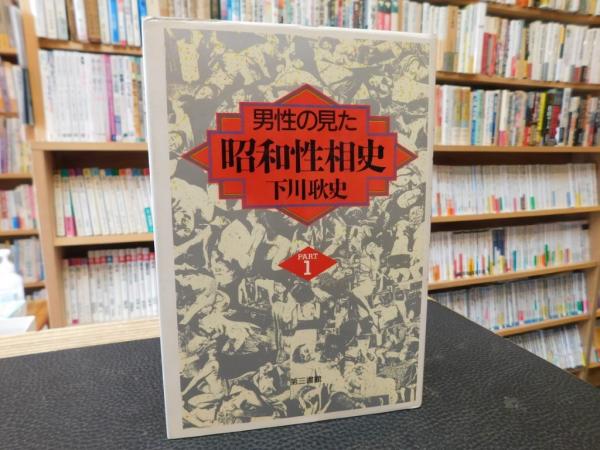 男性の見た
昭和性相史
下川耿史
PART
1
第三書館